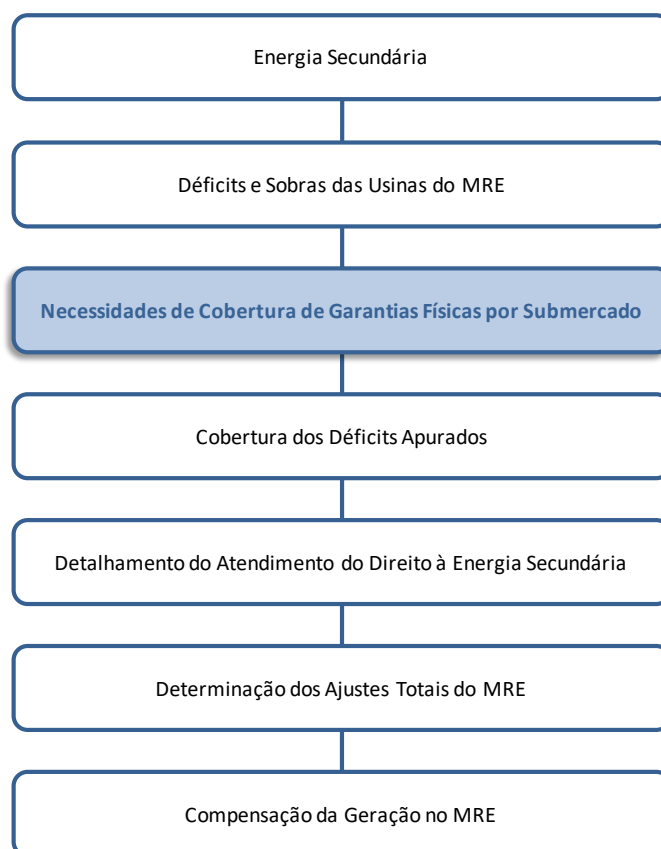 Energia Secundária
Déficits e Sobras das Usinas do MRE
Necessidades de Cobertura de Garantias Físicas por Submercado
Cobertura dos Déficits Apurados
Detalhamento do Atendimento do Direito à Energia Secundária
Determinação dos Ajustes Totais do MRE
Compensação da Geração no MRE